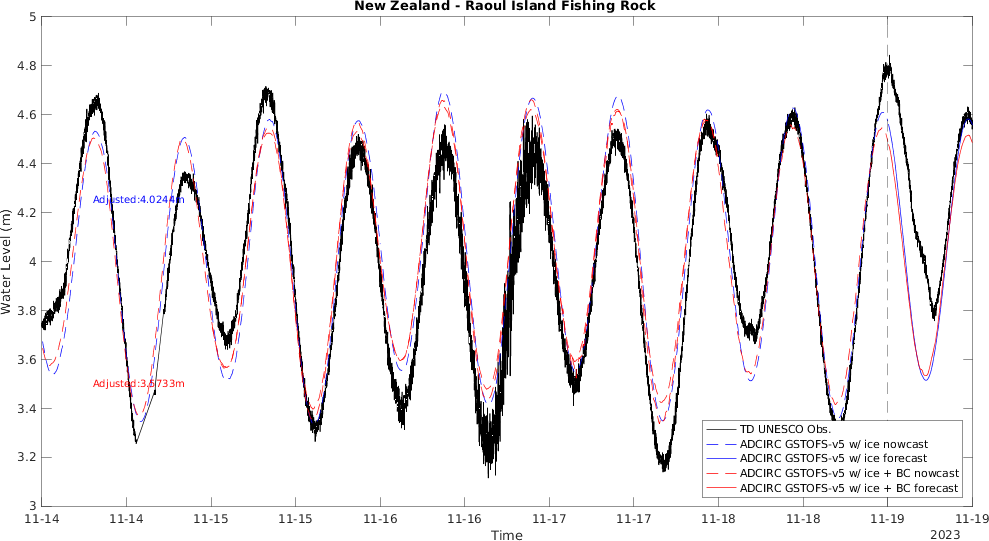 New Zealand - Raoul Island Fishing Rock
5
4.8
4.6
4.4
4.2
4
3.8
3.6
3.4
3.2
3
Water Level (m)
Adjusted:4.0244m
Adjusted:3.5733m
TD UNESCO Obs.
ADCIRC GSTOFS-v5 w/ ice nowcast
ADCIRC GSTOFS-v5 w/ ice forecast
ADCIRC GSTOFS-v5 w/ ice + BC nowcast
ADCIRC GSTOFS-v5 w/ ice + BC forecast
11-14 11-14 11-15 11-15 11-16 11-16 11-17 11-17 11-18 11-18 11-19 11-19
Time
2023